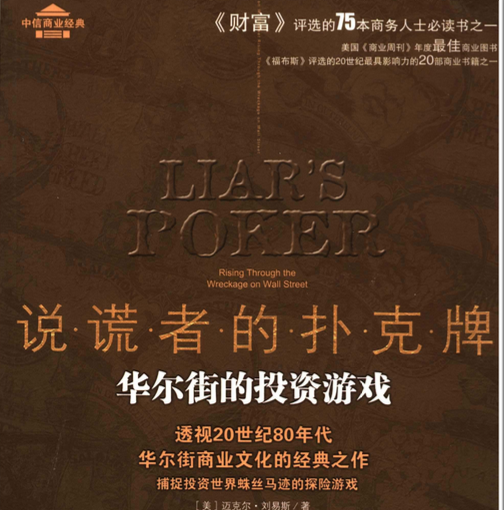 中信商业经典
《财富》评选的75本商务人士必读书之一
美国《商业周刊》年度最佳商业图书
《福布斯》评选的20世纪最具影响力的20部商业书籍之一
LIAR'S
POKER
Rising Through the
Wreckage on Wall Street
说·谎·者·的·扑·克·牌
华尔街的投资游戏
透视20世纪80年代
华尔街商业文化的经典之作
捕捉投资世界蛛丝马迹的探险游戏
[美]迈克尔·刘易斯/著